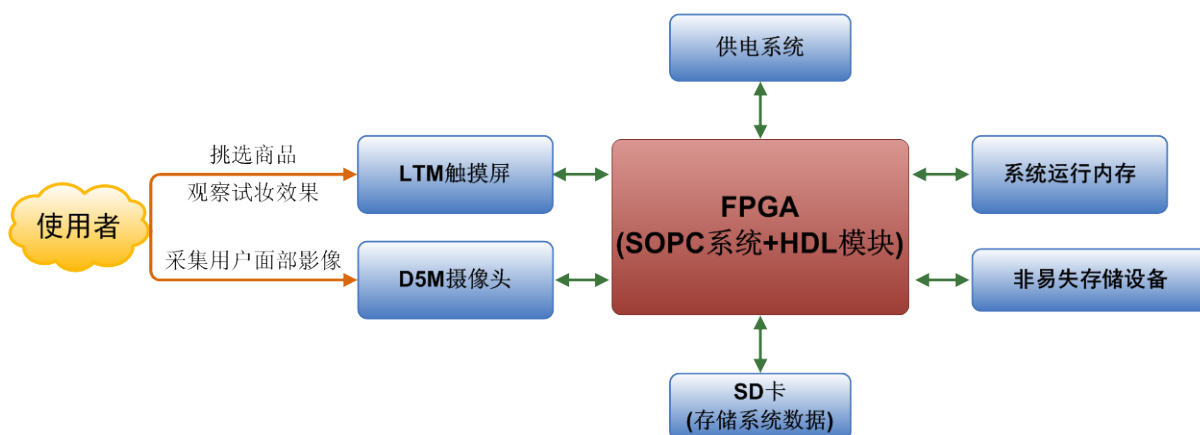 供电系统
挑选商品
观察试妆效果
LTM触摸屏
系统运行内存
使用者
FPGA
(SOPC系统+HDL模块)
采集用户面部影像
D5M摄像头
非易失存储设备
SD卡
(存储系统数据)